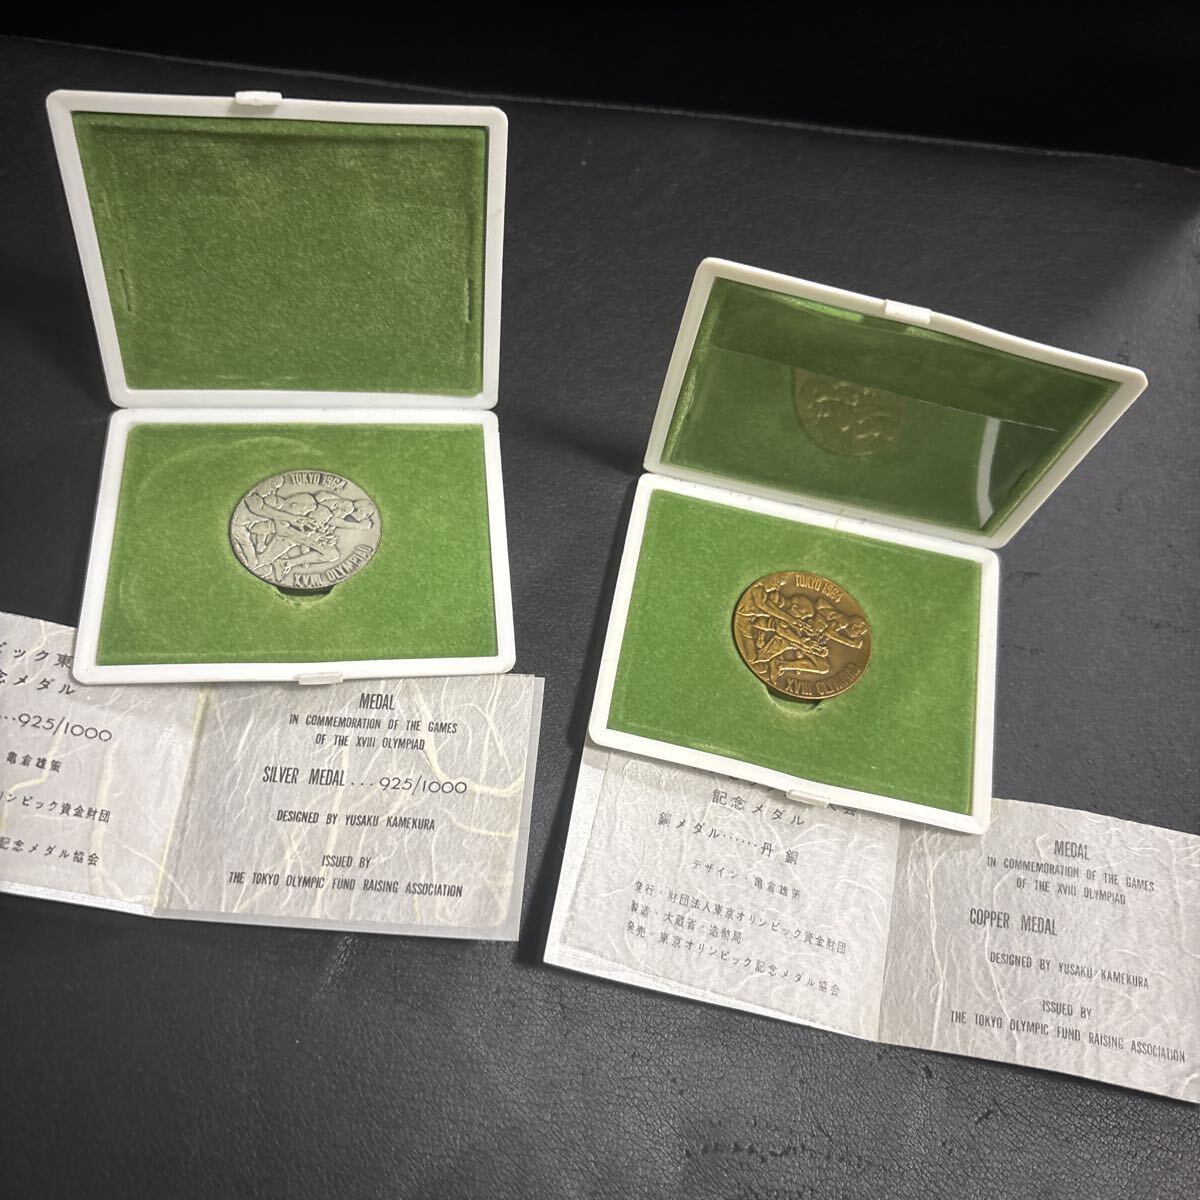 TOKYO 1964
XVIII OLYMPIAD
ピック東
念メダル
...925/1000
亀倉雄策
リンピック資金財団
記念メダル協会
MEDAL
IN COMMEMORATION OF THE GAMES
OF THE XVIII OLYMPIAD
SILVER MEDAL...925/1000
DESIGNED BY YUSAKU KAMEKURA
ISSUED BY
THE TOKYO OLYMPIC FUND RAISING ASSOCIATION
TOKYO 1964
XVIII OLYMPIAD
記念メダル
銅メダル……丹銅
デザイン・亀倉雄策
発行・財団法人東京オリンピック資金財団
製造・大蔵省・造幣局
発売・東京オリンピック記念メダル協会
MEDAL
IN COMMEMORATION OF THE GAMES
OF THE XVIII OLYMPIAD
COPPER MEDAL
DESIGNED BY YUSAKU KAMEKURA
ISSUED BY
THE TOKYO OLYMPIC FUND RAISING ASSOCIATION